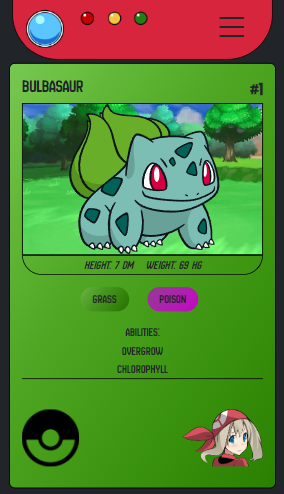 BULBASAUR #1
HEIGHT: 7 DM WEIGHT: 69 HG
GRASS POISON
ABILITIES:
OVERGROW
CHLOROPHYLL